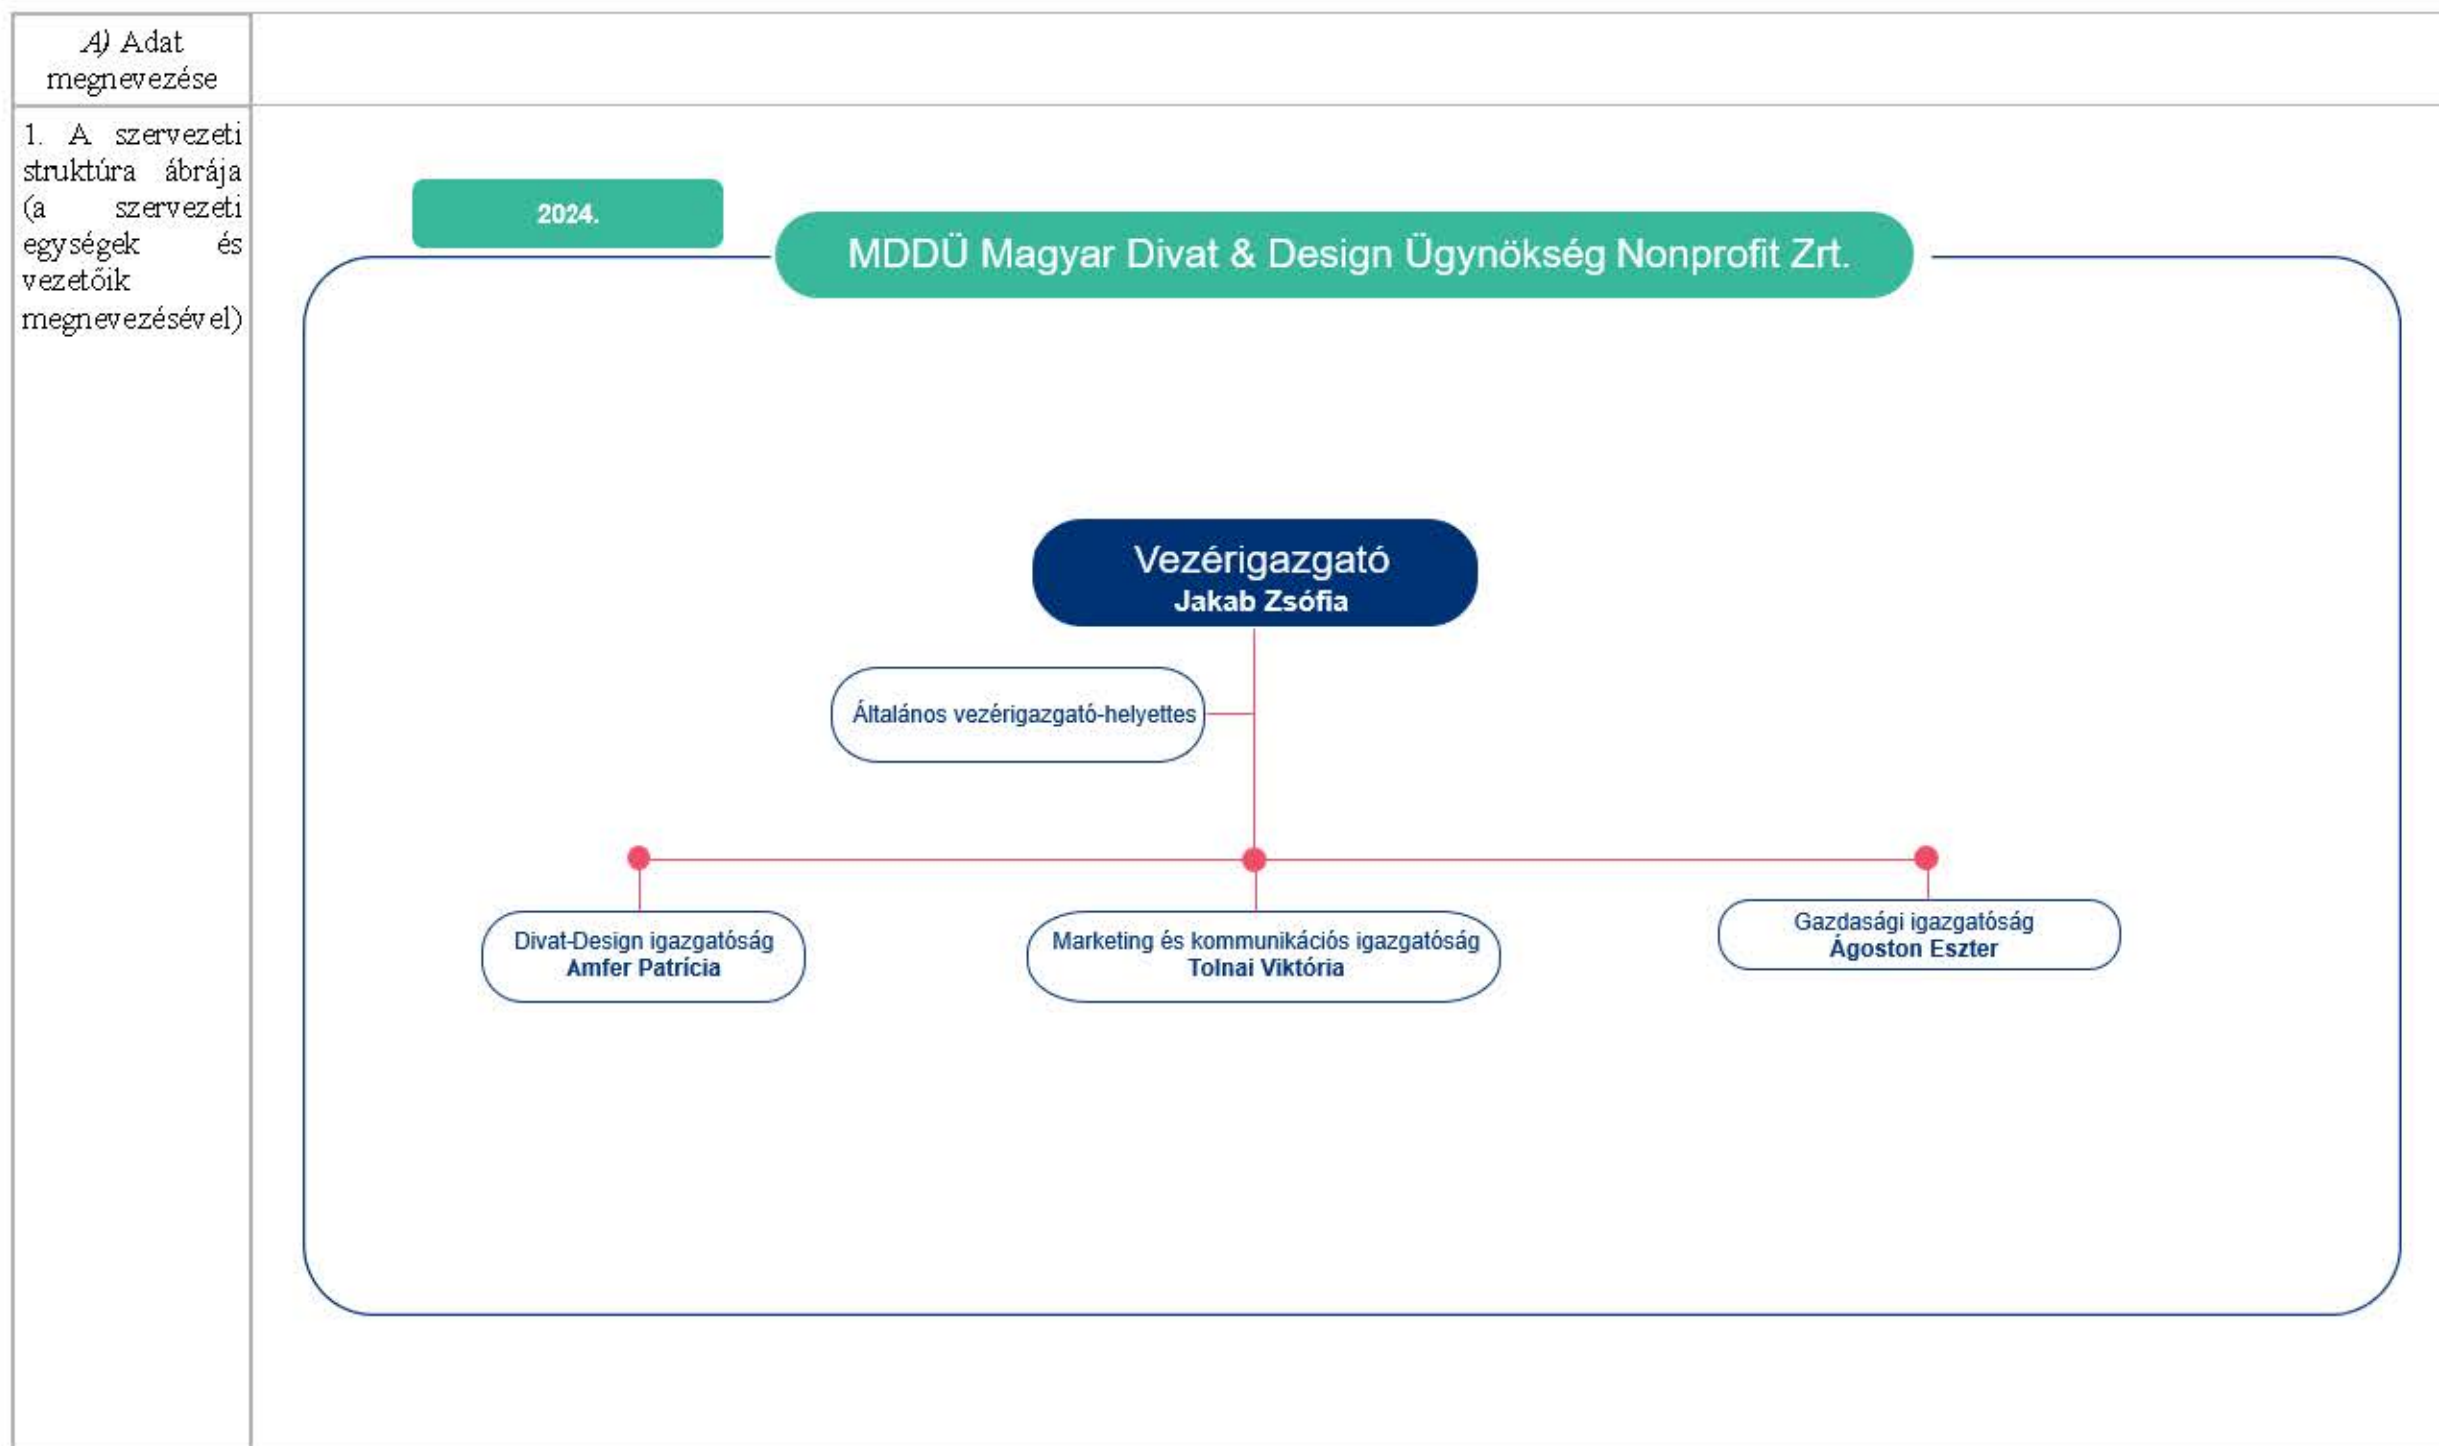 A) Adat
megnevezése
1. A szervezeti
struktúra ábrája
(a szervezeti
egységek és
vezetőik
megnevezésével)
2024.
MDDÜ Magyar Divat & Design Ügynökség Nonprofit Zrt.
Vezérigazgató
Jakab Zsófia
Általános vezérigazgató-helyettes
Divat-Design igazgatóság
Amfer Patrícia
Marketing és kommunikációs igazgatóság
Tolnai Viktória
Gazdasági igazgatóság
Ágoston Eszter